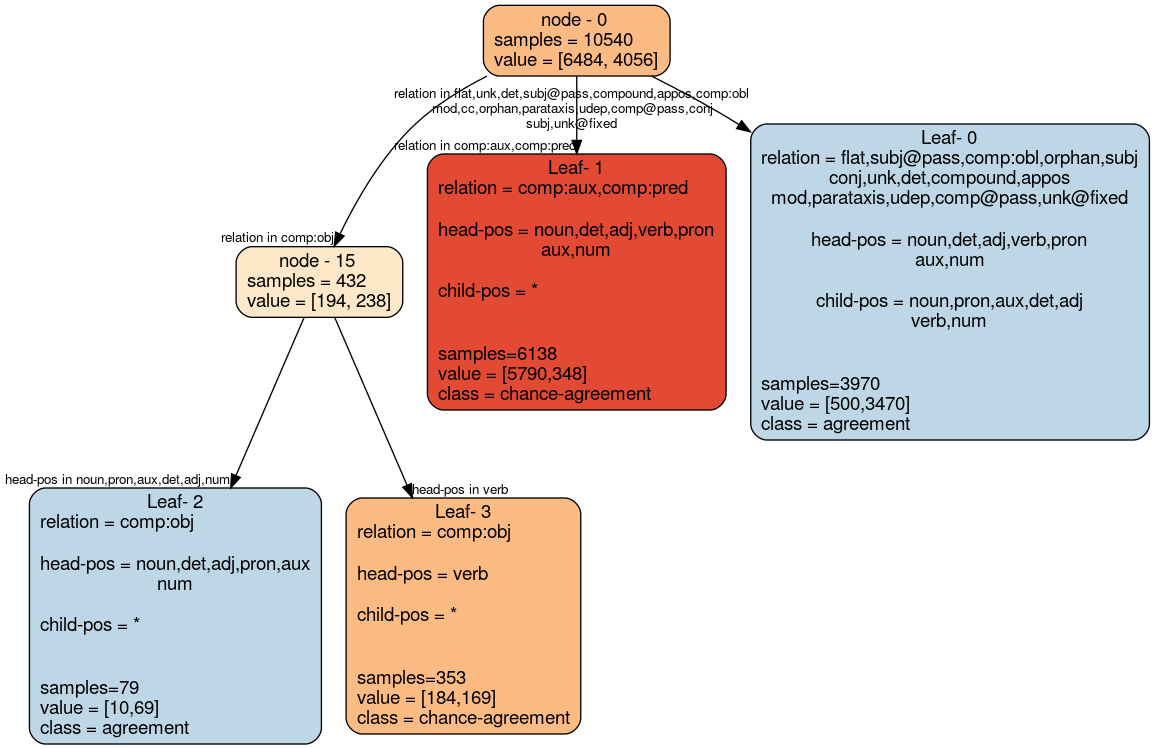 node - 0
samples = 10540
value = [6484, 4056]
relation in flat,unk,det,subj@pass,compound,appos,comp:obl
mod,cc,orphan,parataxis,udep,comp@pass,conj
subj,unk@fixed
relation in comp:aux,comp:pred
relation in comp:obj
Leaf- 0
relation = flat,subj@pass,comp:obl,orphan,subj
conj,unk,det,compound,appos
mod,parataxis,udep,comp@pass,unk@fixed
head-pos = noun,det,adj,verb,pron
aux,num
child-pos = noun,pron,aux,det,adj
verb,num
samples=3970
value = [500,3470]
class = agreement
Leaf- 1
relation = comp:aux,comp:pred
head-pos = noun,det,adj,verb,pron
aux,num
child-pos = *
samples=6138
value = [5790,348]
class = chance-agreement
node - 15
samples = 432
value = [194, 238]
head-pos in noun,pron,aux,det,adj,num
head-pos in verb
Leaf- 2
relation = comp:obj
head-pos = noun,det,adj,pron,aux
num
child-pos = *
samples=79
value = [10,69]
class = agreement
Leaf- 3
relation = comp:obj
head-pos = verb
child-pos = *
samples=353
value = [184,169]
class = chance-agreement